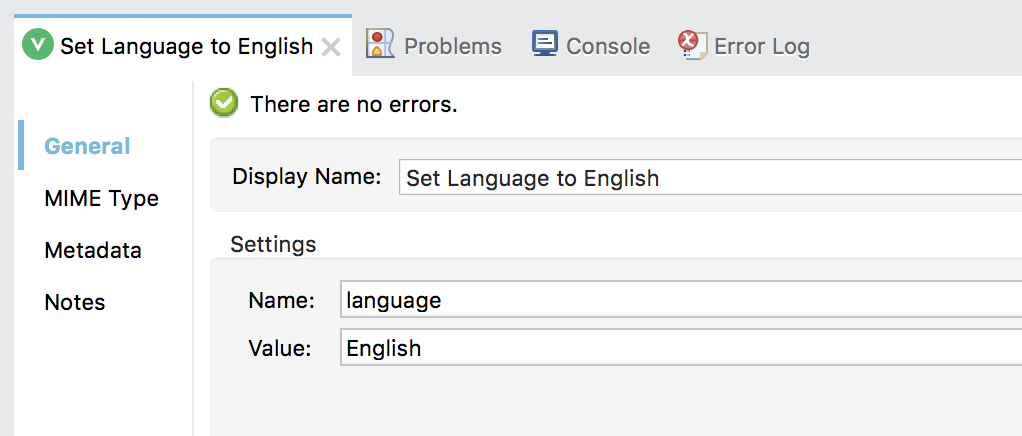 V Set Language to English Problems Console Error Log
There are no errors.
General
Display Name: Set Language to English
MIME Type
Metadata
Settings
Notes
Name: language
Value: English